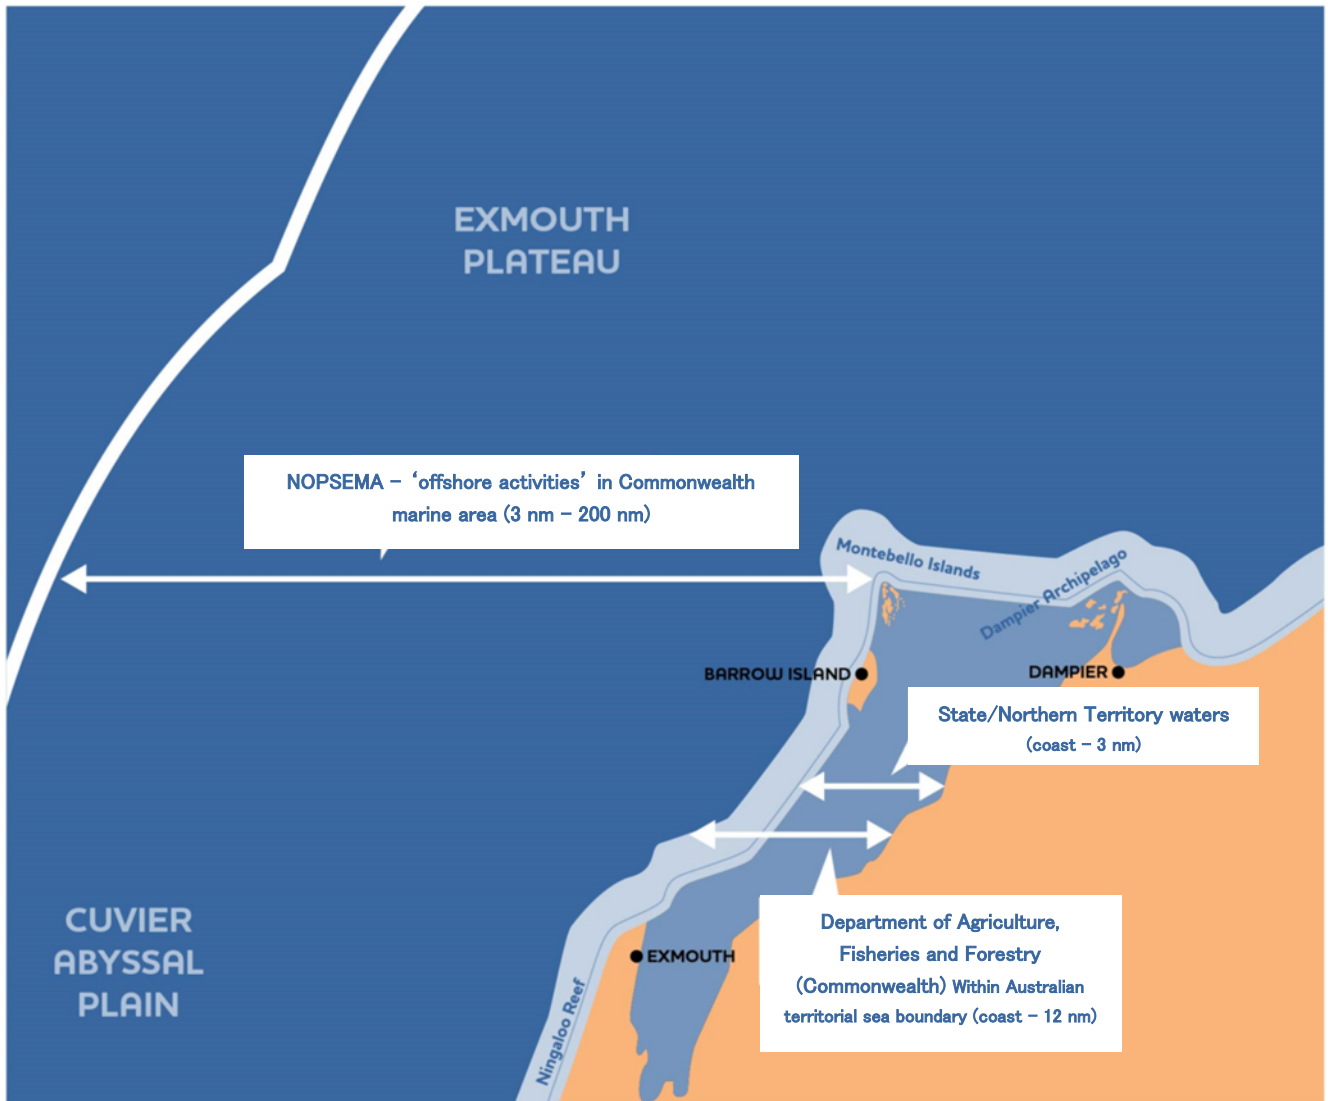 EXMOUTH
PLATEAU
NOPSEMA – ‘offshore activities’ in Commonwealth
marine area (3 nm – 200 nm)
Montebello Islands
Dampier Archipelago
BARROW ISLAND
DAMPIER
State/Northern Territory waters
(coast – 3 nm)
CUVIER
ABYSSAL
PLAIN
EXMOUTH
Department of Agriculture,
Fisheries and Forestry
(Commonwealth) Within Australian
territorial sea boundary (coast – 12 nm)
Ningaloo Reef